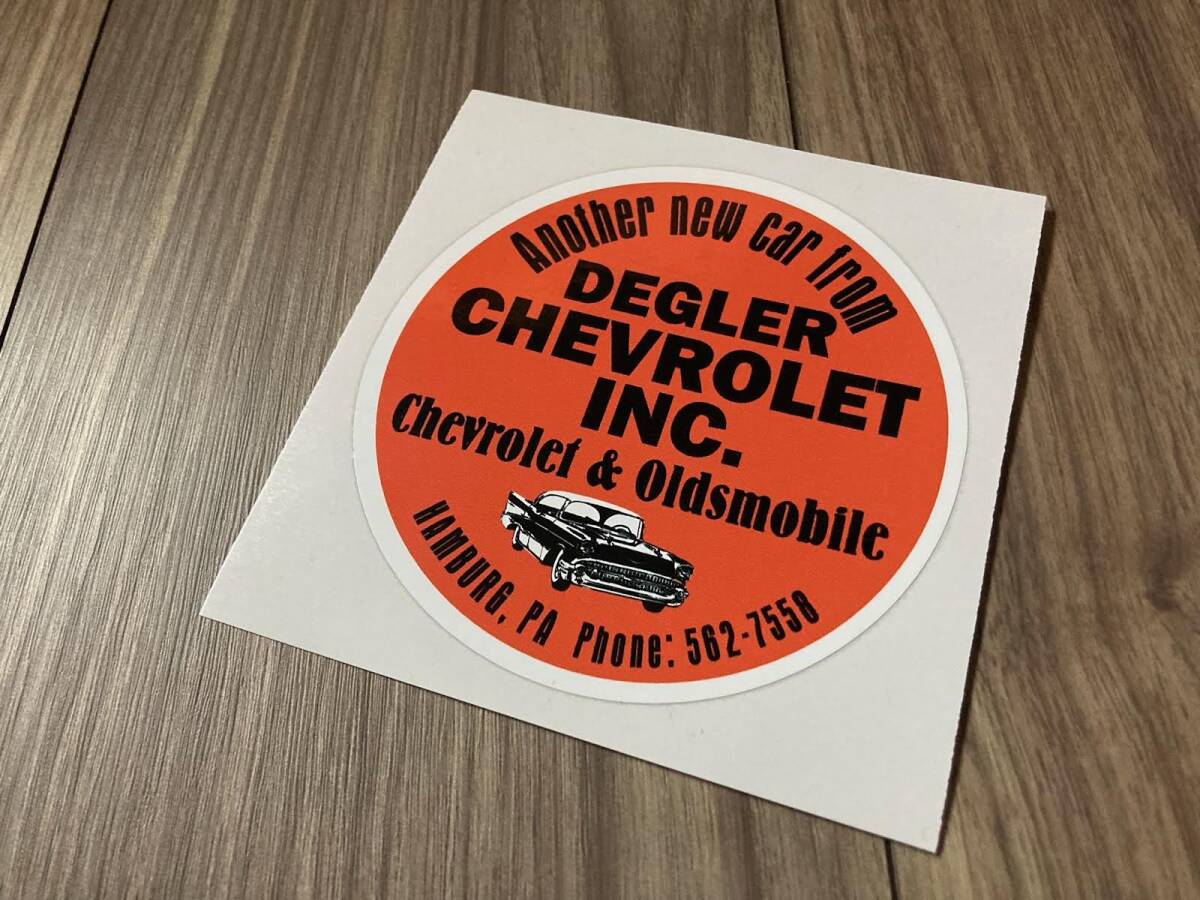 Another new car from
DEGLER
CHEVROLET
INC.
Chevrolet & Oldsmobile
HAMBURG, PA Phone: 562-7558